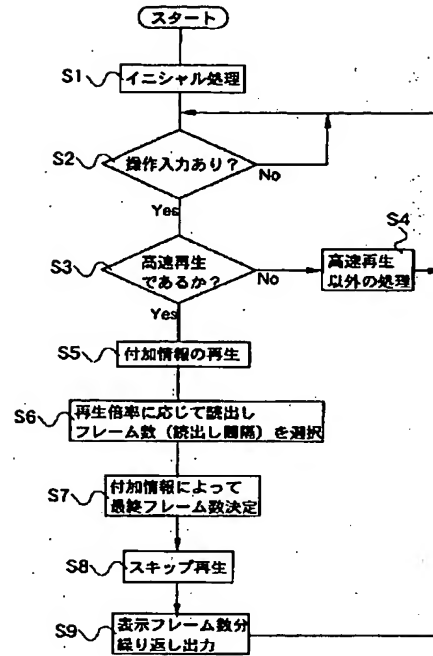 スタート
S1
イニシャル処理
S2
操作入力あり？
No
Yes
S3
高速再生
であるか？
No
S4
高速再生
以外の処理
Yes
S5
付加情報の再生
S6
再生倍率に応じて読出し
フレーム数（読出し間隔）を選択
S7
付加情報によって
最終フレーム数決定
S8
スキップ再生
S9
表示フレーム数分
繰り返し出力